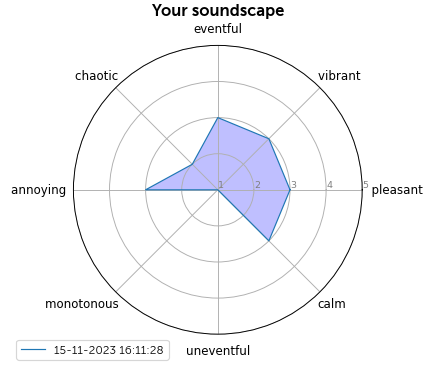 Your soundscape
eventful
chaotic
vibrant
annoying
1 2 3 4 5
pleasant
monotonous
calm
uneventful
15-11-2023 16:11:28